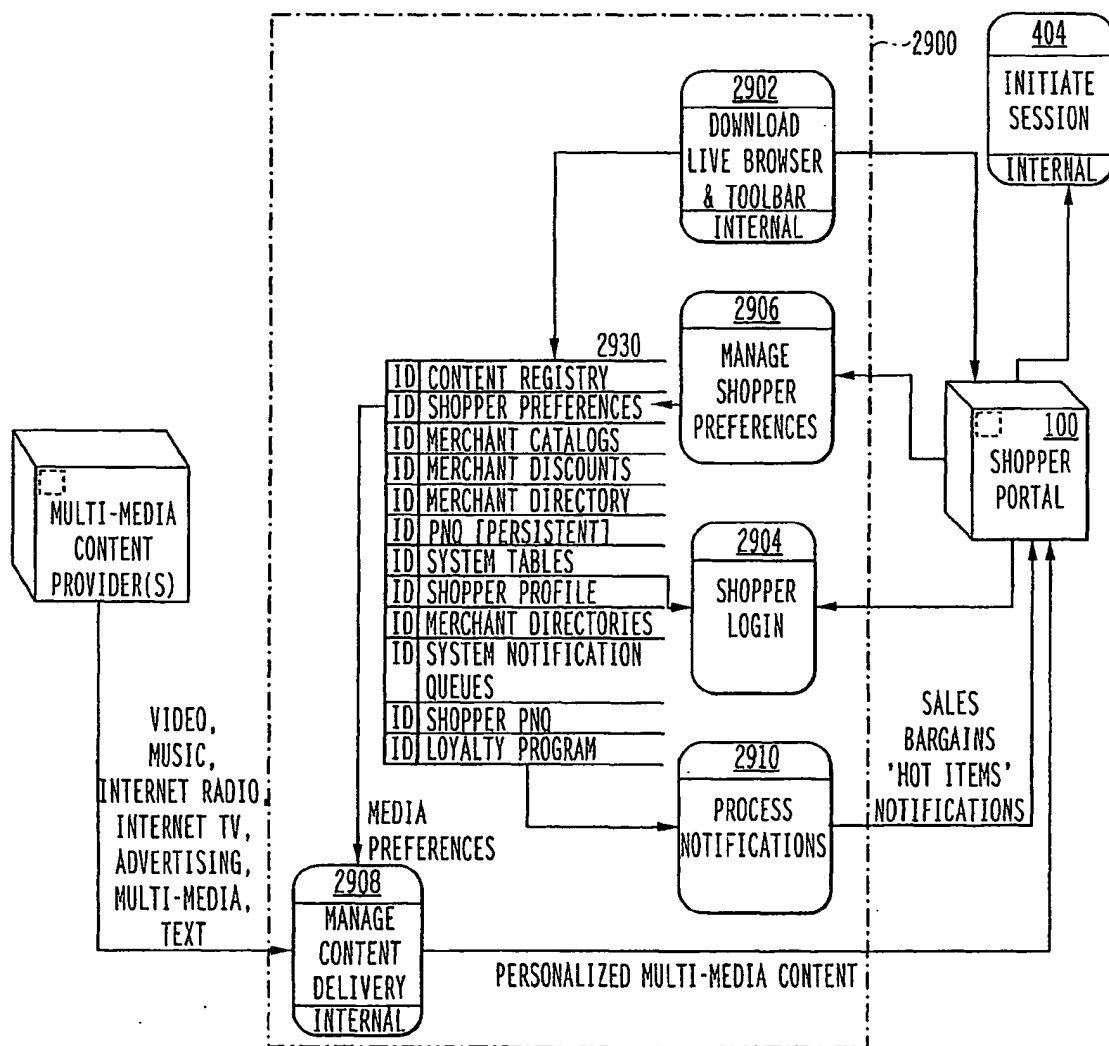 2900
404
INITIATE
SESSION
INTERNAL
2902
DOWNLOAD
LIVE BROWSER
& TOOLBAR
INTERNAL
2906
MANAGE
SHOPPER
PREFERENCES
2930
ID CONTENT REGISTRY
ID SHOPPER PREFERENCES
ID MERCHANT CATALOGS
ID MERCHANT DISCOUNTS
ID MERCHANT DIRECTORY
ID PNQ [PERSISTENT]
ID SYSTEM TABLES
ID SHOPPER PROFILE
ID MERCHANT DIRECTORIES
ID SYSTEM NOTIFICATION
QUEUES
ID SHOPPER PNQ
ID LOYALTY PROGRAM
100
SHOPPER
PORTAL
MULTI-MEDIA
CONTENT
PROVIDER(S)
2904
SHOPPER
LOGIN
VIDEO,
MUSIC,
INTERNET RADIO,
INTERNET TV,
ADVERTISING,
MULTI-MEDIA,
TEXT
MEDIA
PREFERENCES
2910
PROCESS
NOTIFICATIONS
SALES
BARGAINS
'HOT ITEMS'
NOTIFICATIONS
2908
MANAGE
CONTENT
DELIVERY
INTERNAL
PERSONALIZED MULTI-MEDIA CONTENT